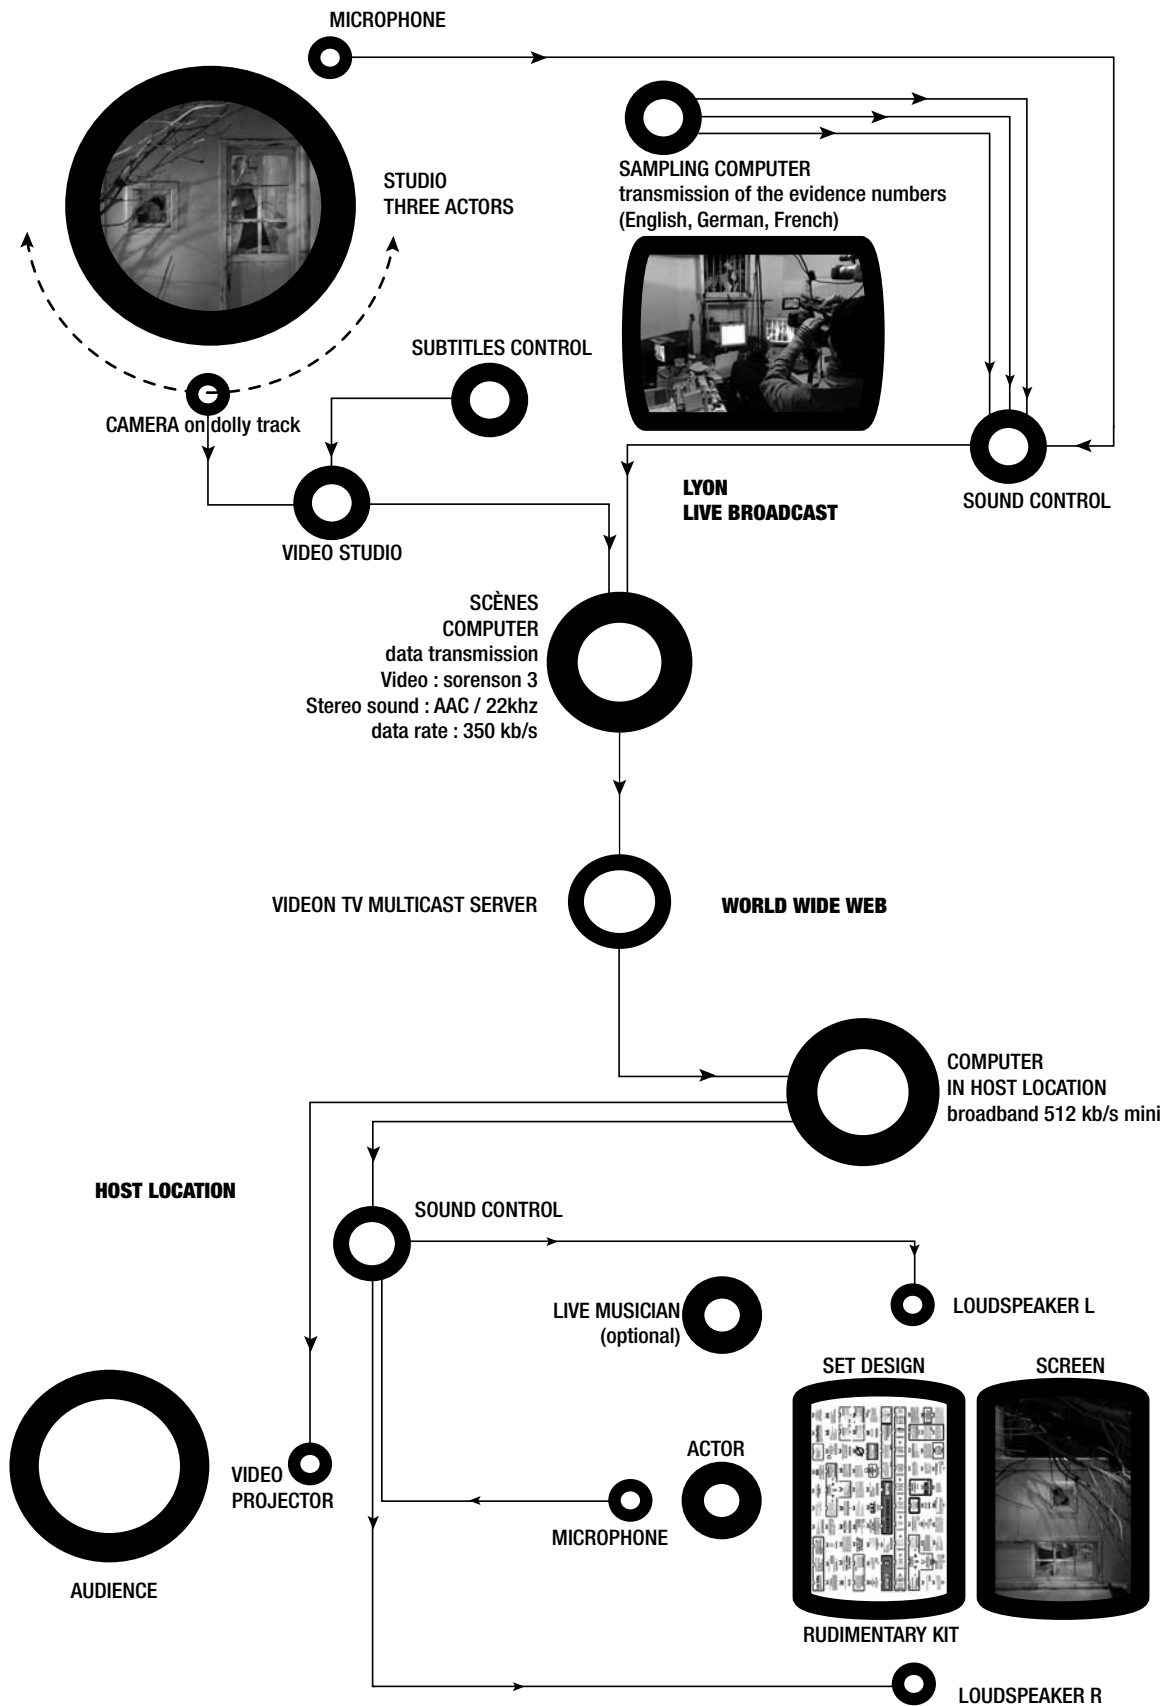 MICROPHONE
STUDIO
THREE ACTORS
SAMPLING COMPUTER
transmission of the evidence numbers
(English, German, French)
SUBTITLES CONTROL
CAMERA on dolly track
VIDEO STUDIO
LYON
LIVE BROADCAST
SOUND CONTROL
SCÈNES
COMPUTER
data transmission
Video : sorenson 3
Stereo sound : AAC / 22khz
data rate : 350 kb/s
VIDEON TV MULTICAST SERVER
WORLD WIDE WEB
COMPUTER
IN HOST LOCATION
broadband 512 kb/s mini
HOST LOCATION
SOUND CONTROL
LIVE MUSICIAN
(optional)
LOUDSPEAKER L
SET DESIGN
SCREEN
ACTOR
VIDEO
PROJECTOR
MICROPHONE
AUDIENCE
RUDIMENTARY KIT
LOUDSPEAKER R